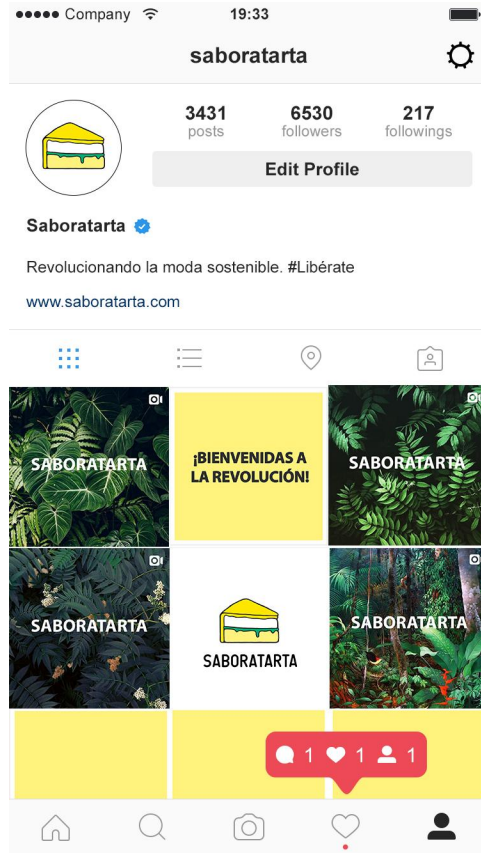 Company 19:33
saboratarta
3431 6530 217
posts followers followings
Edit Profile
Saboratarta
Revolucionando la moda sostenible. #Libérate
www.saboratarta.com
SABORATARTA
¡BIENVENIDAS A
LA REVOLUCIÓN!
SABORATARTA
SABORATARTA
SABORATARTA
SABORATARTA
1 1 1